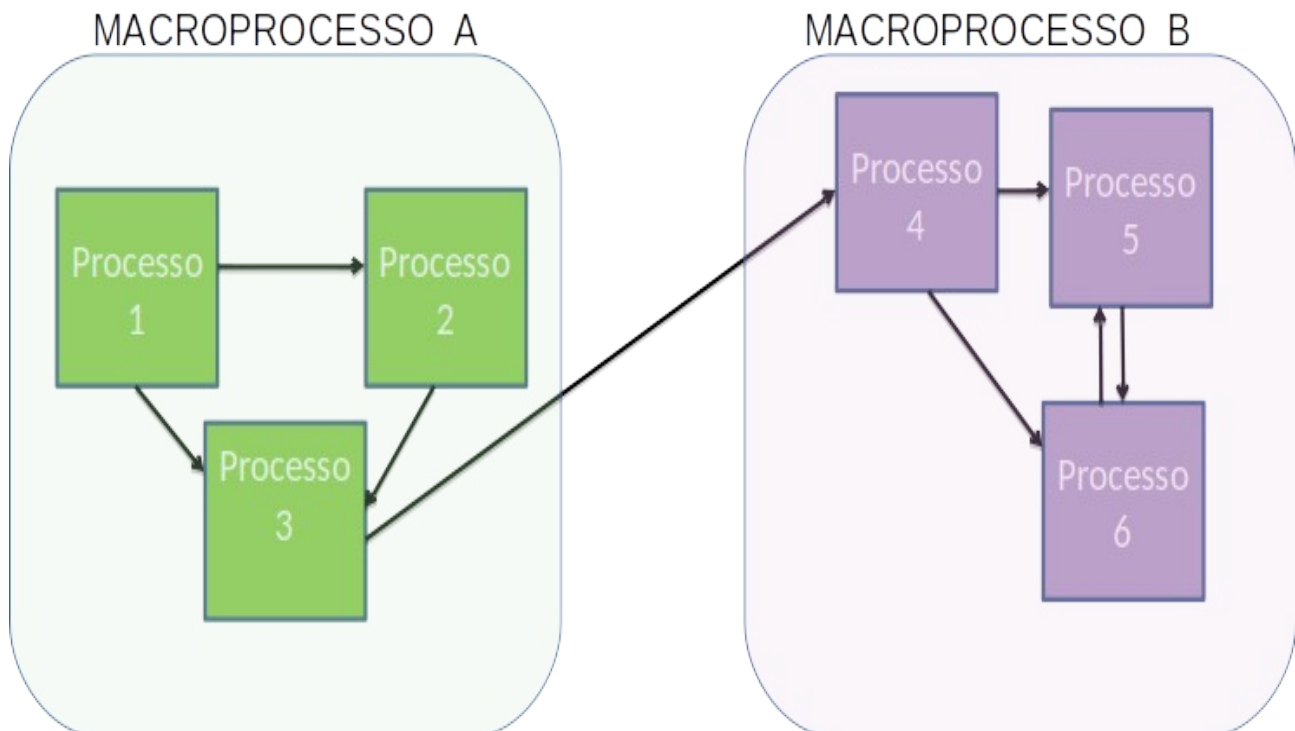 MACROPROCESSO A
MACROPROCESSO B
Processo
1
Processo
2
Processo
3
Processo
4
Processo
5
Processo
6